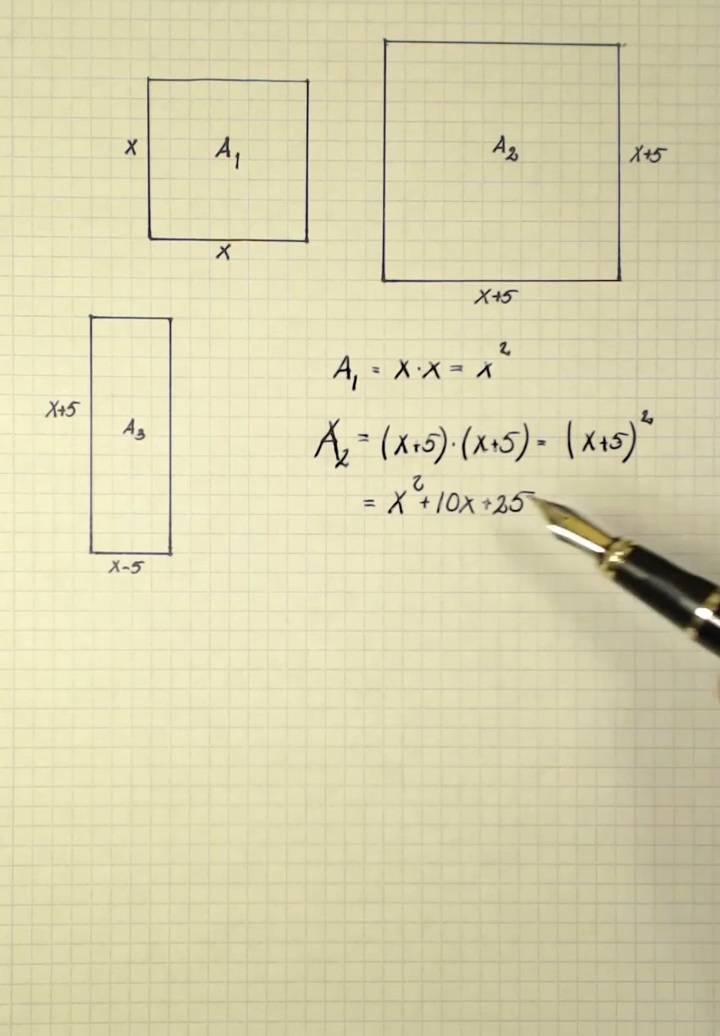 x
A₁
x
A₂
x+5
x+5
x+5
A₃
x-5
A₁ = x·x = x²
A₂ = (x+5)·(x+5) = (x+5)²
= x²+10x+25